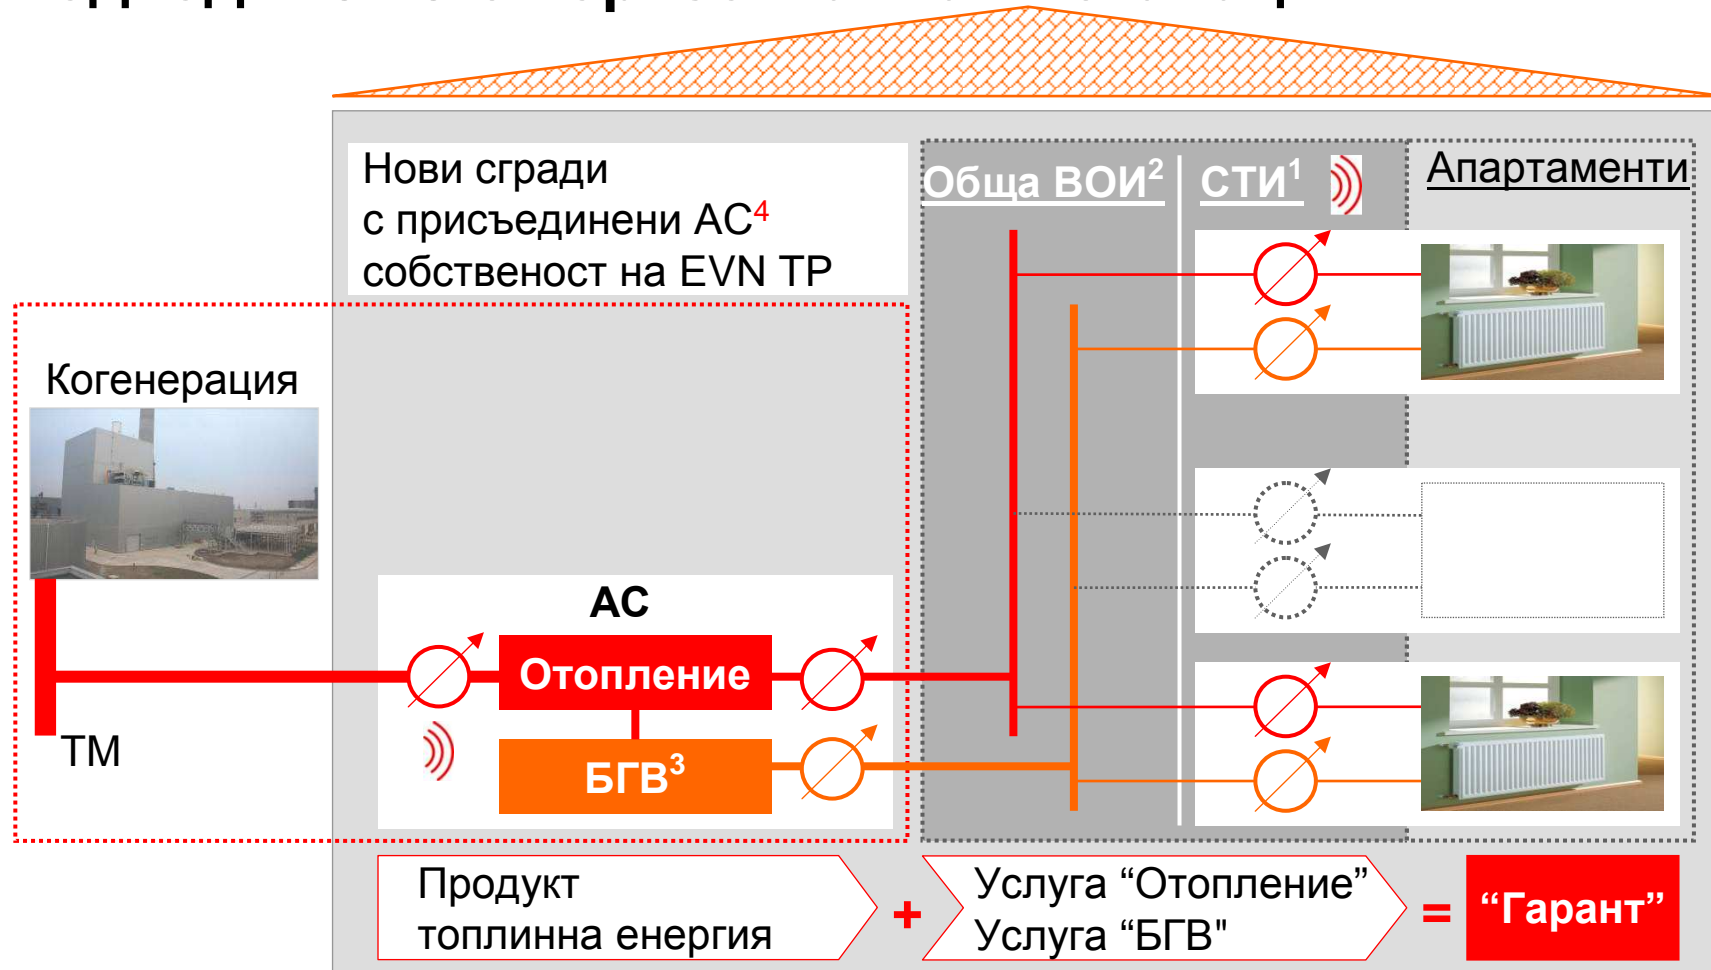 Нови сгради
с присъединени АС4
собственост на EVN ТР
Обща ВОИ2
СТИ1
Апартаменти
Когенерация
ТМ
АС
Отопление
БГВ3
Продукт
топлинна енергия
+
Услуга “Отопление”
Услуга “БГВ"
=
“Гарант”